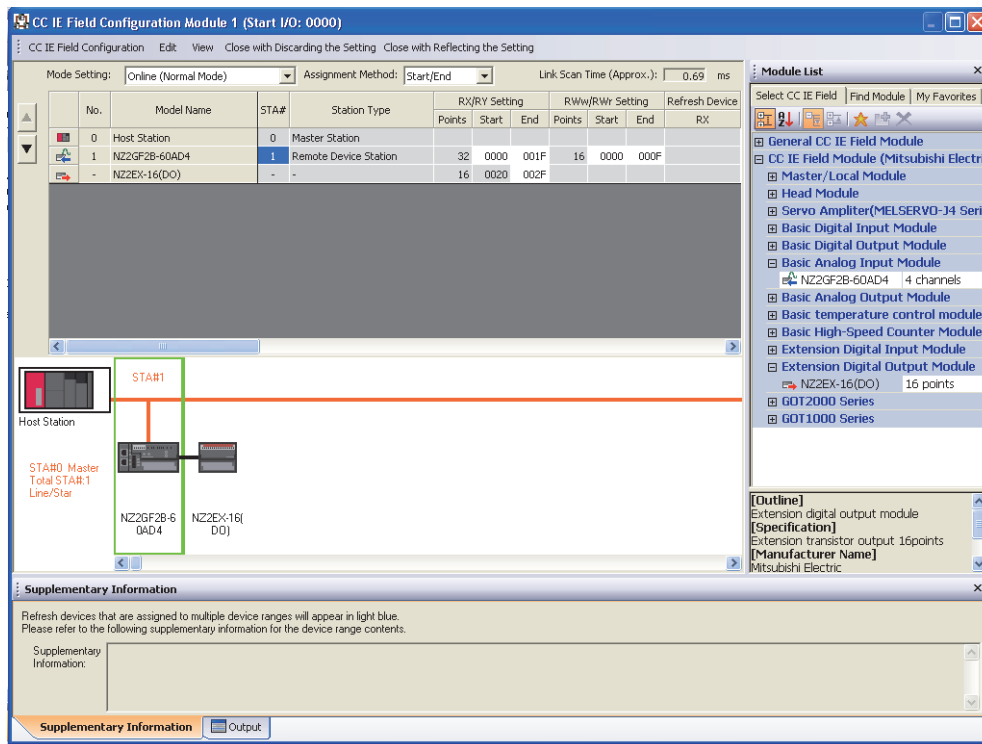 CC IE Field Configuration Module 1 (Start I/O: 0000)
CC IE Field Configuration Edit View Close with Discarding the Setting Close with Reflecting the Setting
Mode Setting: Online (Normal Mode) Assignment Method: Start/End Link Scan Time (Approx.): 0.69 ms
No. Model Name STA# Station Type RX/RY Setting RWw/RWr Setting Refresh Device
Points Start End Points Start End RX
0 Host Station 0 Master Station
1 NZ2GF2B-60AD4 1 Remote Device Station 32 0000 001F 16 0000 000F
- NZ2EX-16(DO) - - 16 0020 002F
STA#1
Host Station
STA#0 Master
Total STA#:1
Line/Star
NZ2GF2B-6
0AD4
NZ2EX-16(
DO)
Module List
Select CC IE Field Find Module My Favorites
General CC IE Field Module
CC IE Field Module (Mitsubishi Electri
Master/Local Module
Head Module
Servo Ampliter(MELSERVO-J4 Seri
Basic Digital Input Module
Basic Digital Output Module
Basic Analog Input Module
NZ2GF2B-60AD4 4 channels
Basic Analog Output Module
Basic temperature control module
Basic High-Speed Counter Module
Extension Digital Input Module
Extension Digital Output Module
NZ2EX-16(DO) 16 points
GOT2000 Series
GOT1000 Series
[Outline]
Extension digital output module
[Specification]
Extension transistor output 16points
[Manufacturer Name]
Mitsubishi Electric
Supplementary Information
Refresh devices that are assigned to multiple device ranges will appear in light blue.
Please refer to the following supplementary information for the device range contents.
Supplementary
Information:
Supplementary Information Output